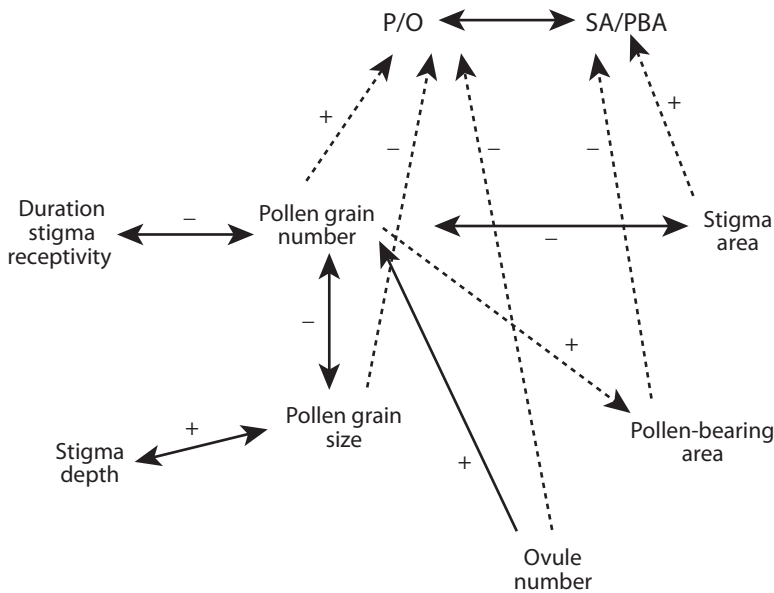 P/O
SA/PBA
+
+
–
–
–
Duration
stigma
receptivity
–
Pollen grain
number
–
Stigma
area
–
+
Pollen grain
size
+
Stigma
depth
Pollen-bearing
area
+
Ovule
number